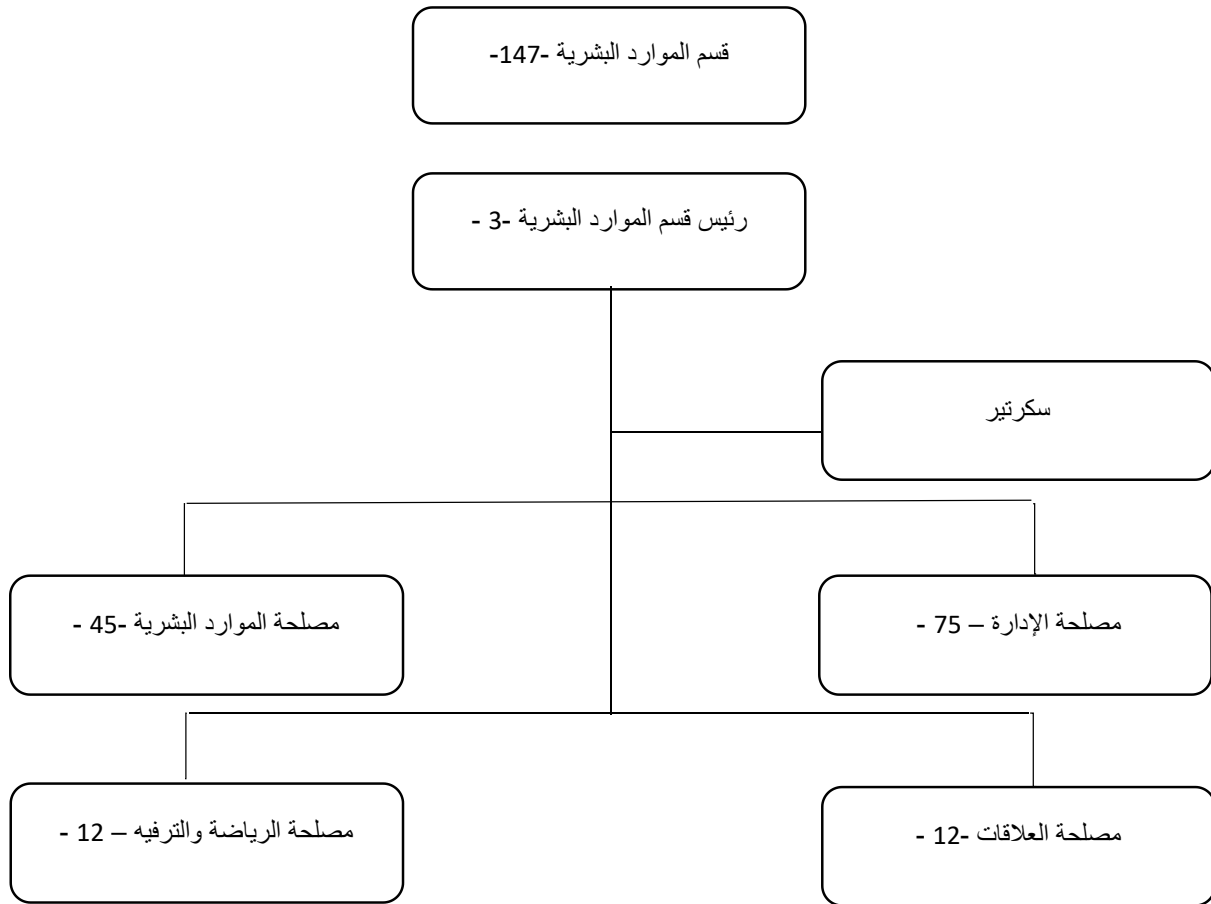 قسم الموارد البشرية -147-
رئيس قسم الموارد البشرية -3 -
سكرتير
مصلحة الإدارة – 75 -
مصلحة الموارد البشرية -45 -
مصلحة العلاقات -12 -
مصلحة الرياضة والترفيه – 12 -